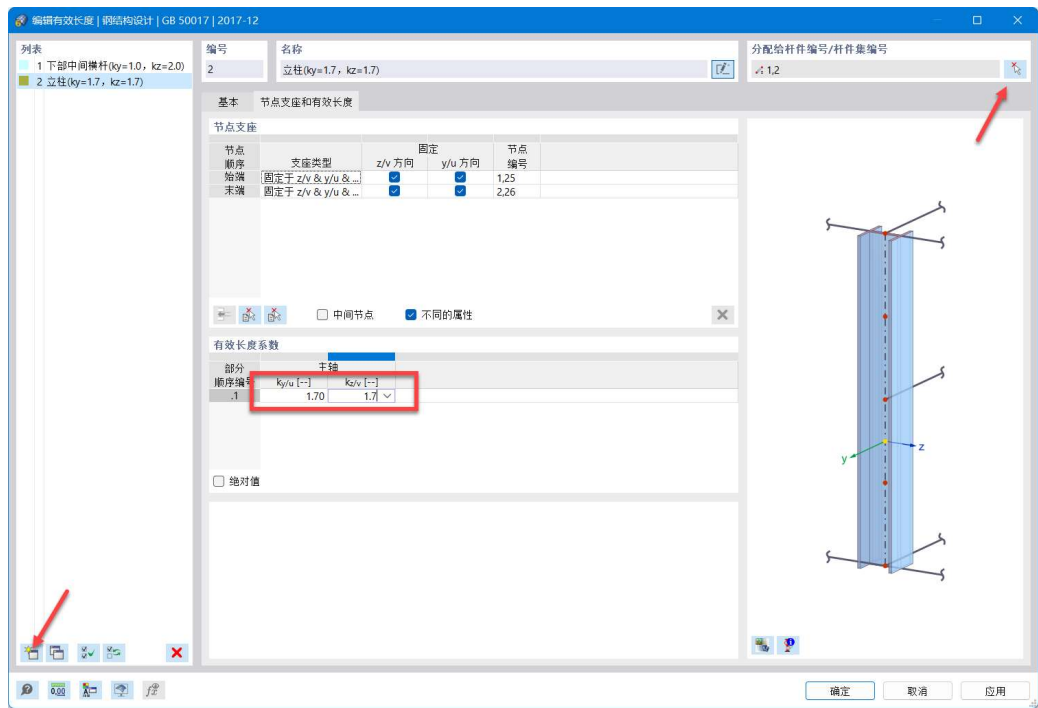 编辑有效长度 | 钢结构设计 | GB 50017 | 2017-12
列表
1 下部中间横杆(ky=1.0，kz=2.0)
2 立柱(ky=1.7，kz=1.7)
编号
2
名称
立柱(ky=1.7，kz=1.7)
分配给杆件编号/杆件集编号
1,2
基本 节点支座和有效长度
节点支座
节点 固定 节点
顺序 支座类型 z/v 方向 y/u 方向 编号
始端 固定于 z/v & y/u & ... 1,25
末端 固定于 z/v & y/u & ... 2,26
中间节点 不同的属性
有效长度系数
部分 主轴
顺序编号 ky/u [--] kz/v [--]
.1 1.70 1.7
绝对值
z
y
0,00
确定 取消 应用